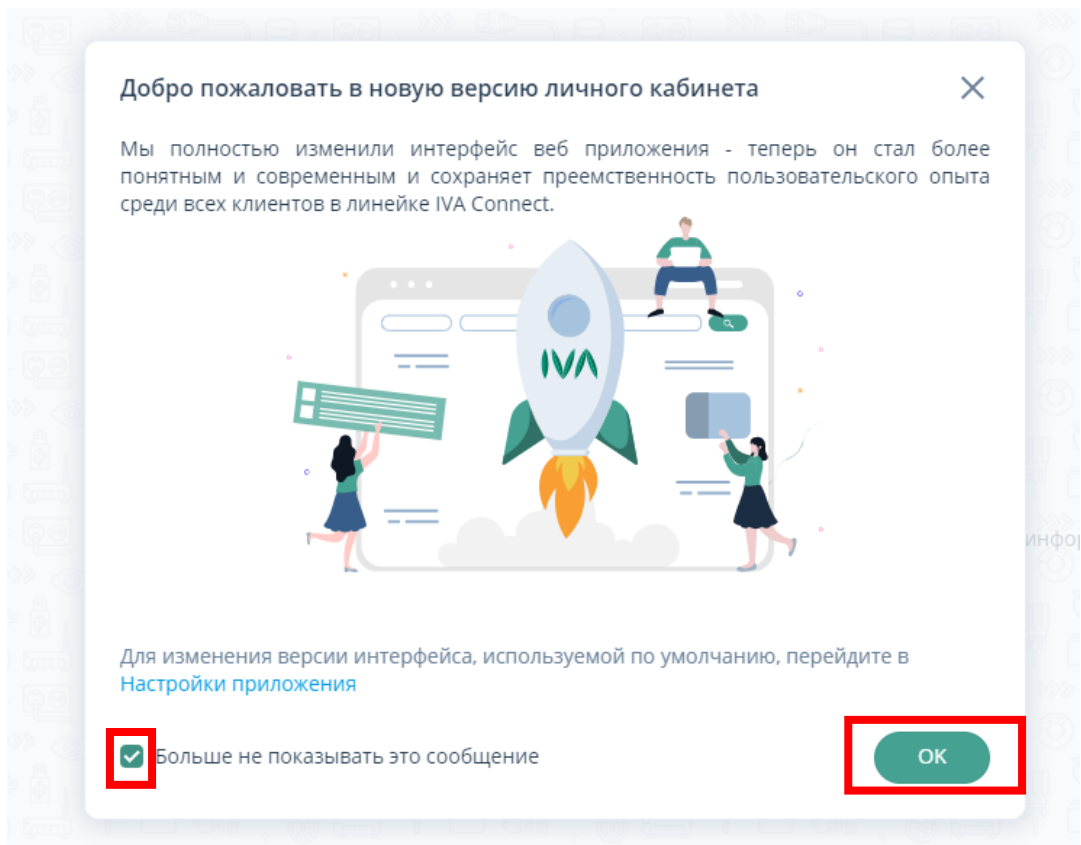 Добро пожаловать в новую версию личного кабинета
Мы полностью изменили интерфейс веб приложения - теперь он стал более
понятным и современным и сохраняет преемственность пользовательского опыта
среди всех клиентов в линейке IVA Connect.
IVA
инфор
Для изменения версии интерфейса, используемой по умолчанию, перейдите в
Настройки приложения
Больше не показывать это сообщение
ОК